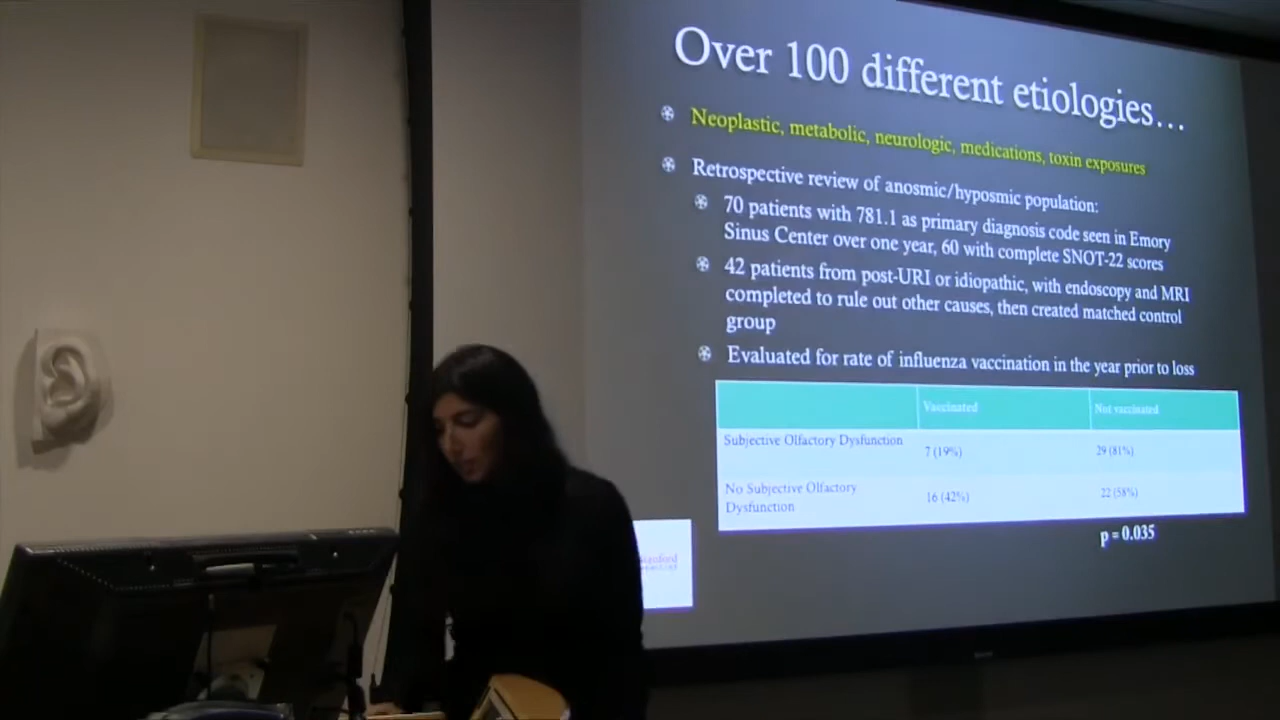 Over 100 different etiologies...
Neoplastic, metabolic, neurologic, medications, toxin exposures
Retrospective review of anosmic/hyposmic population:
70 patients with 781.1 as primary diagnosis code seen in Emory
Sinus Center over one year, 60 with complete SNOT-22 scores
42 patients from post-URI or idiopathic, with endoscopy and MRI
completed to rule out other causes, then created matched control
group
Evaluated for rate of influenza vaccination in the year prior to loss
Vaccinated Not vaccinated
Subjective Olfactory Dysfunction 7 (19%) 29 (81%)
No Subjective Olfactory
Dysfunction 16 (42%) 22 (58%)
p = 0.035